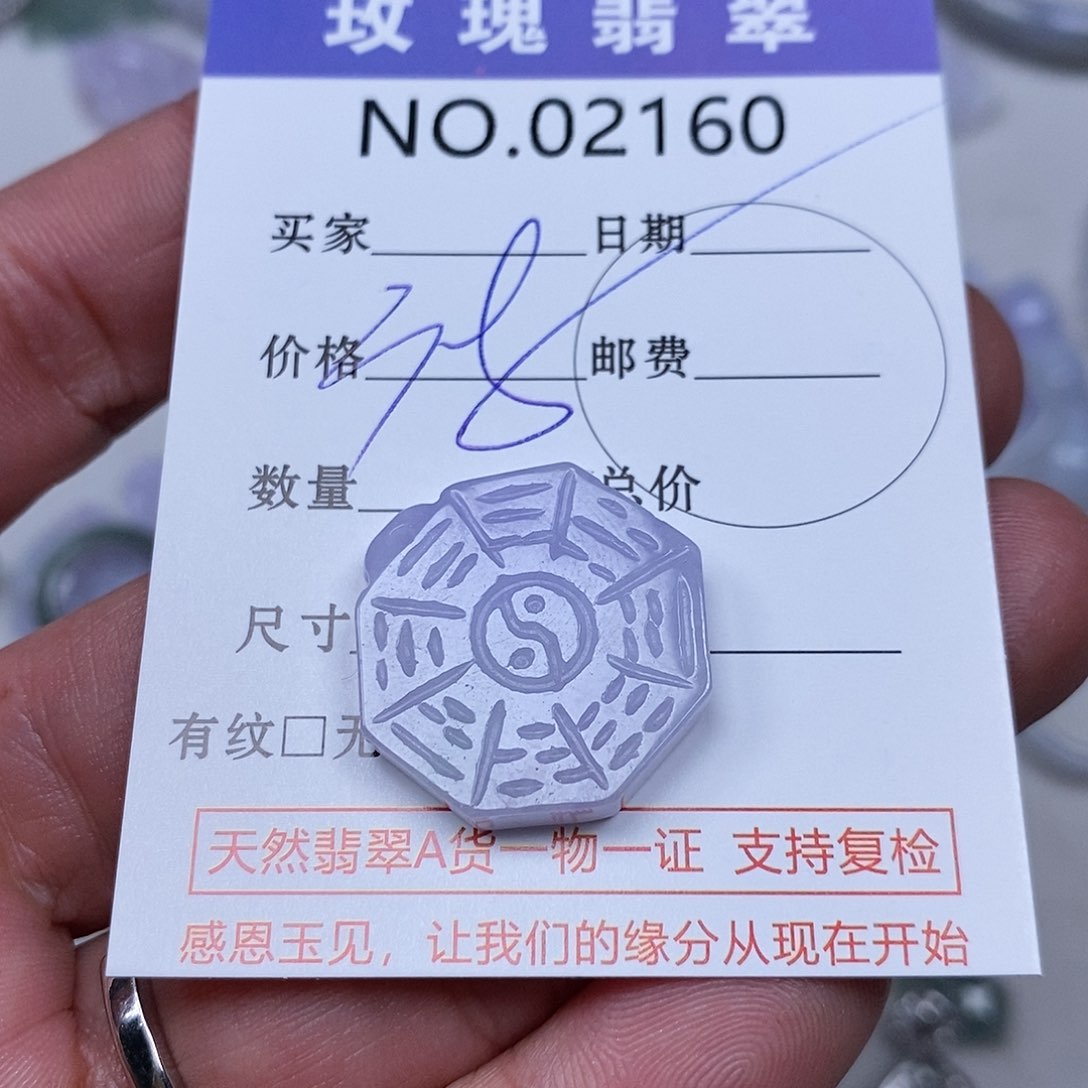 玫瑰翡翠
NO.02160
买家 日期
价格 邮费
数量 总价
尺寸
有纹□无
天然翡翠A货一物一证 支持复检
感恩玉见，让我们的缘分从现在开始